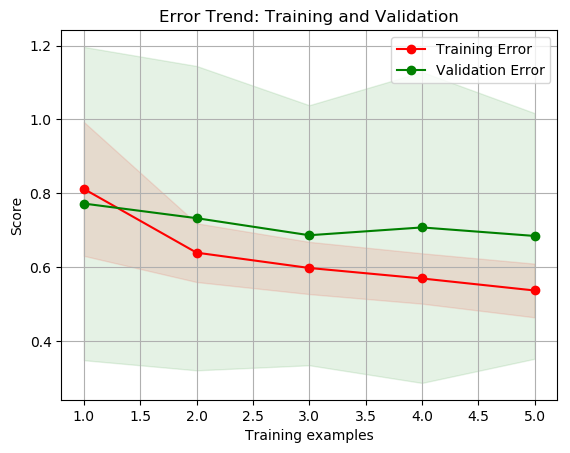 Error Trend: Training and Validation
Training Error
Validation Error
Score
1.2
1.0
0.8
0.6
0.4
1.0 1.5 2.0 2.5 3.0 3.5 4.0 4.5 5.0
Training examples